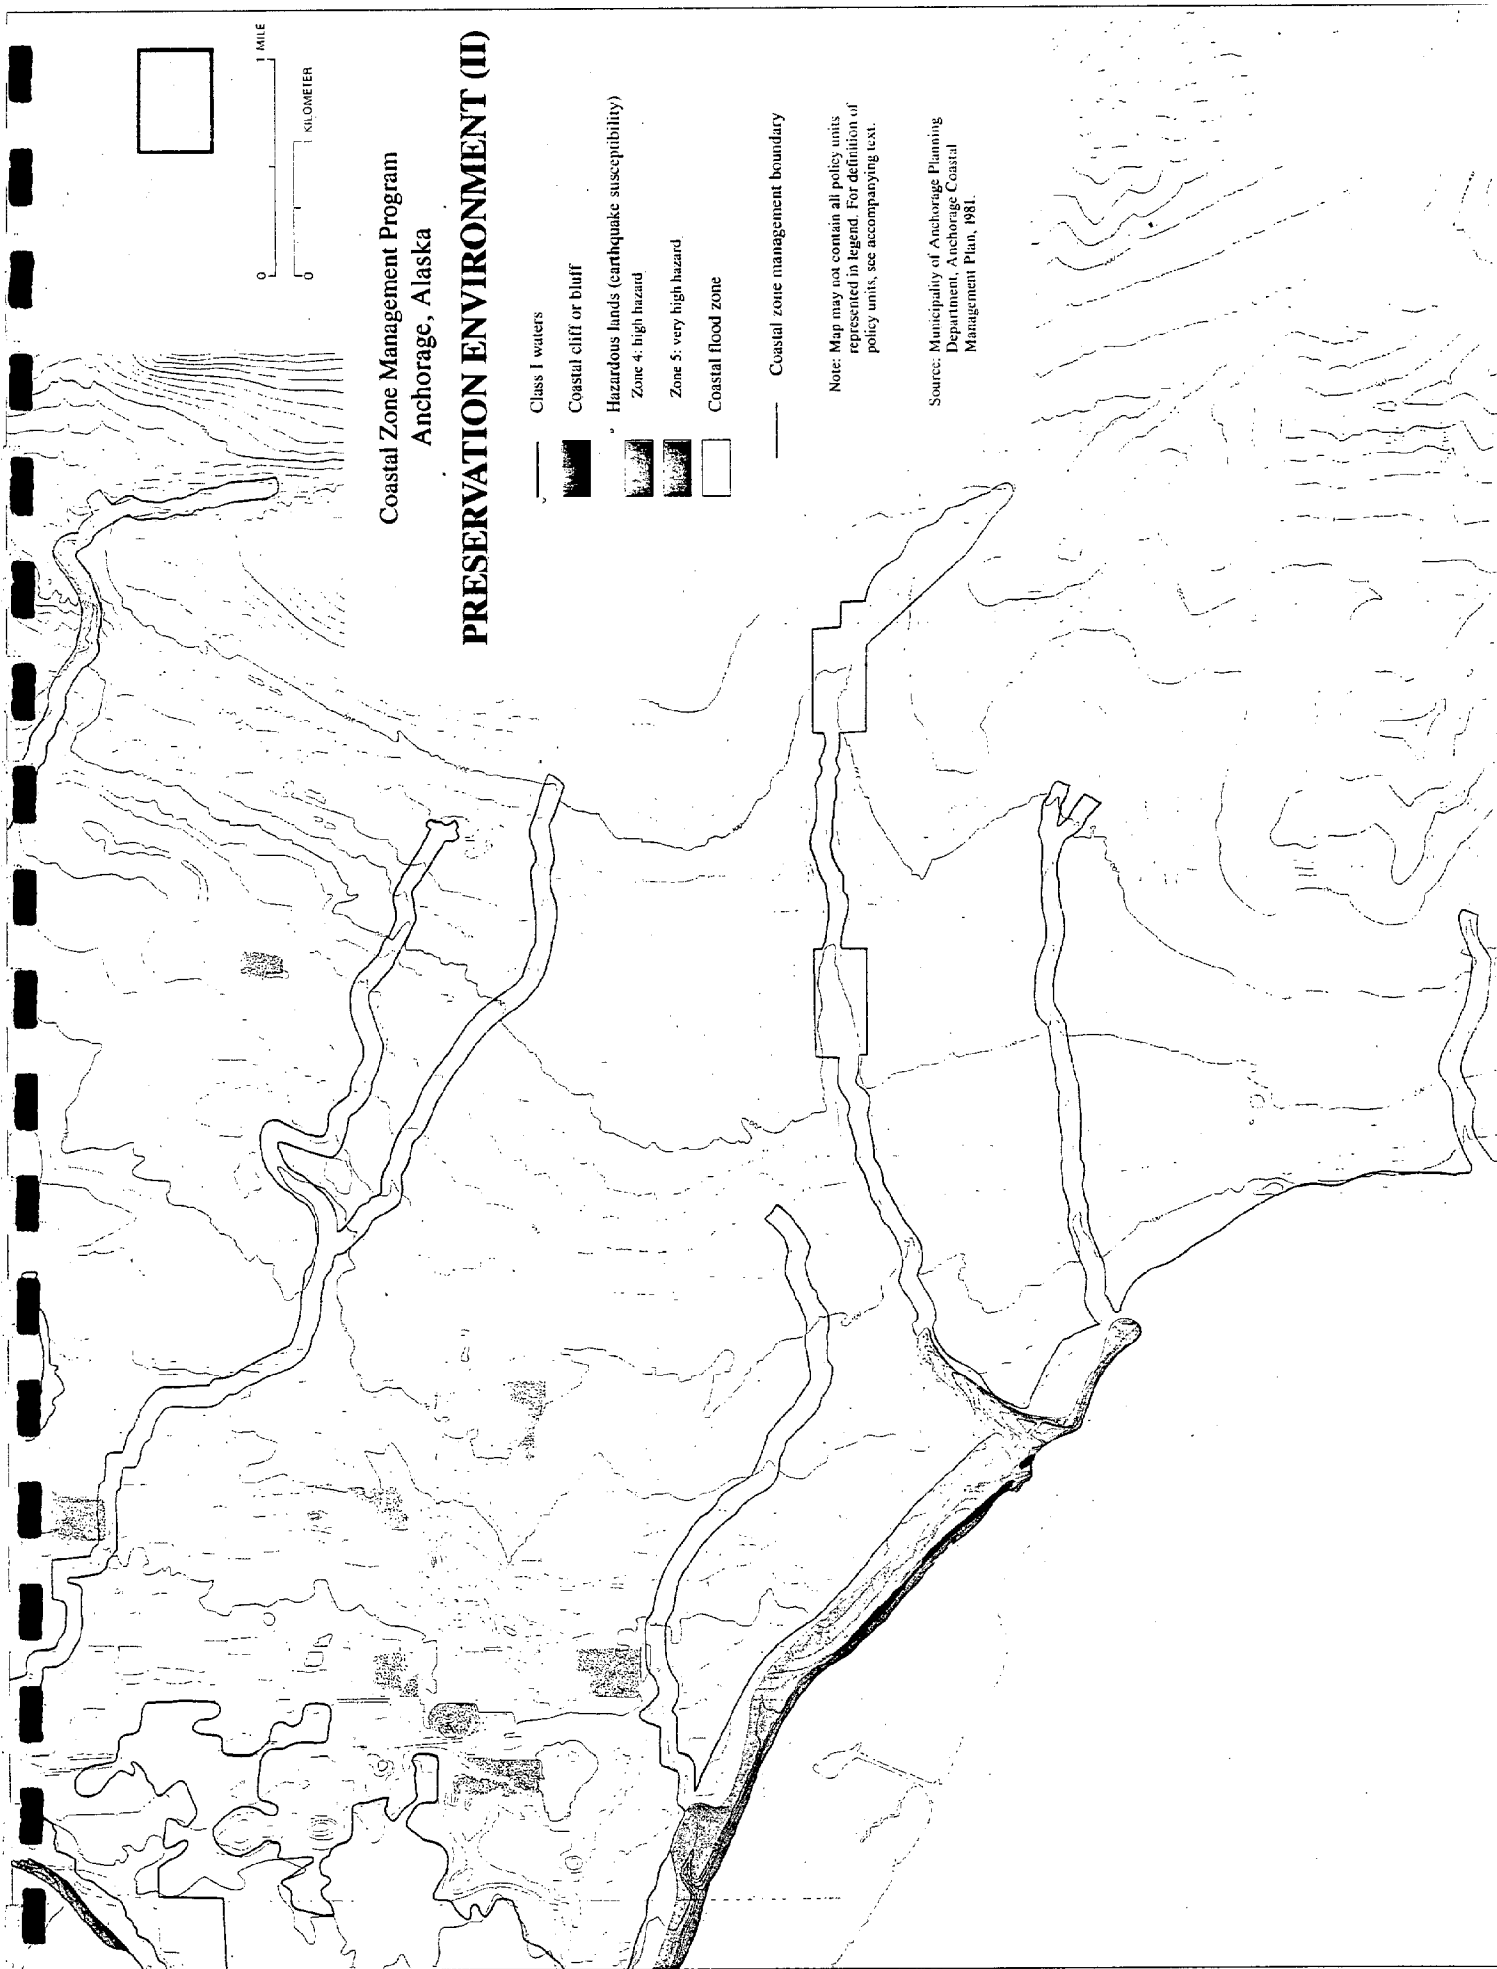 0 1 MILE
0 KILOMETER
Coastal Zone Management Program
Anchorage, Alaska
PRESERVATION ENVIRONMENT (II)
Class I waters
Coastal cliff or bluff
Hazardous lands (earthquake susceptibility)
Zone 4: high hazard
Zone 5: very high hazard
Coastal flood zone
Coastal zone management boundary
Note: Map may not contain all policy units
represented in legend. For definition of
policy units, see accompanying text.
Source: Municipality of Anchorage Planning
Department, Anchorage Coastal
Management Plan, 1981.